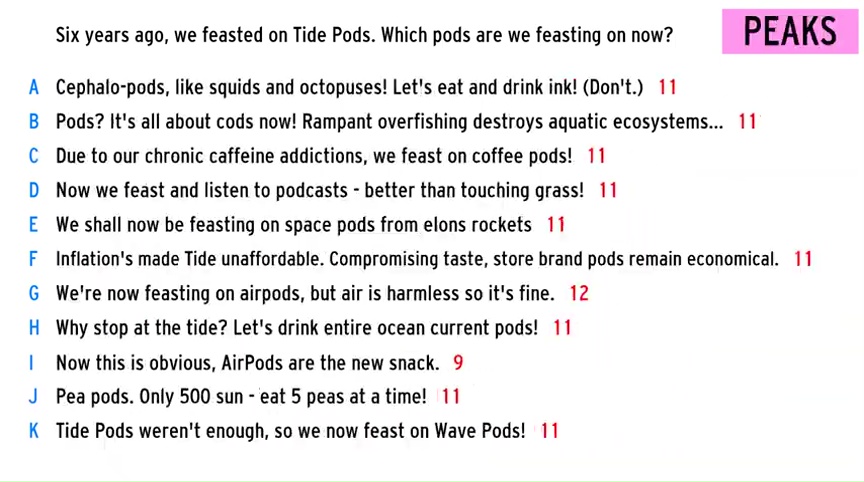 Six years ago, we feasted on Tide Pods. Which pods are we feasting on now?
PEAKS
A Cephalo-pods, like squids and octopuses! Let's eat and drink ink! (Don't.) 11
B Pods? It's all about cods now! Rampant overfishing destroys aquatic ecosystems... 11
C Due to our chronic caffeine addictions, we feast on coffee pods! 11
D Now we feast and listen to podcasts - better than touching grass! 11
E We shall now be feasting on space pods from elons rockets 11
F Inflation's made Tide unaffordable. Compromising taste, store brand pods remain economical. 11
G We're now feasting on airpods, but air is harmless so it's fine. 12
H Why stop at the tide? Let's drink entire ocean current pods! 11
I Now this is obvious, AirPods are the new snack. 9
J Pea pods. Only 500 sun - eat 5 peas at a time! 11
K Tide Pods weren't enough, so we now feast on Wave Pods! 11